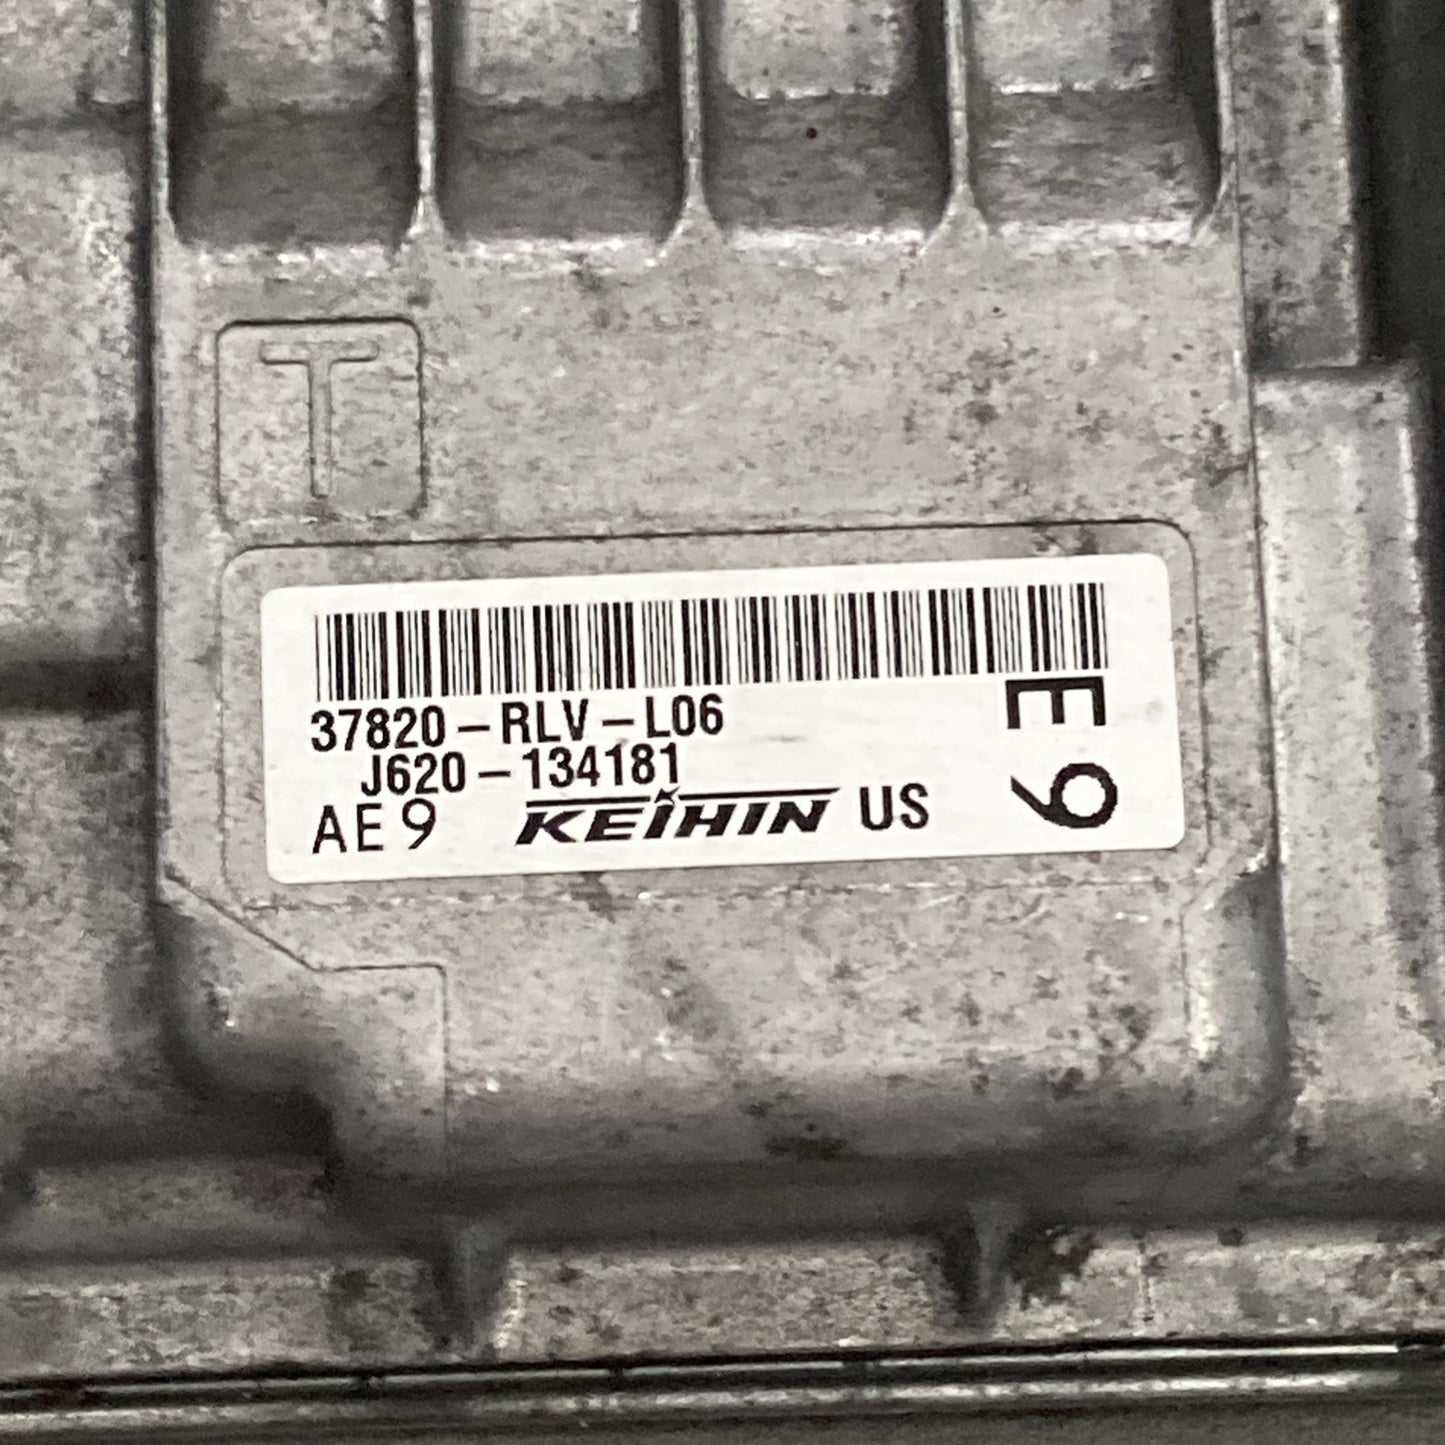 T
37820-RLV-L06
J620-134181
AE9 KEIHIN US
E9